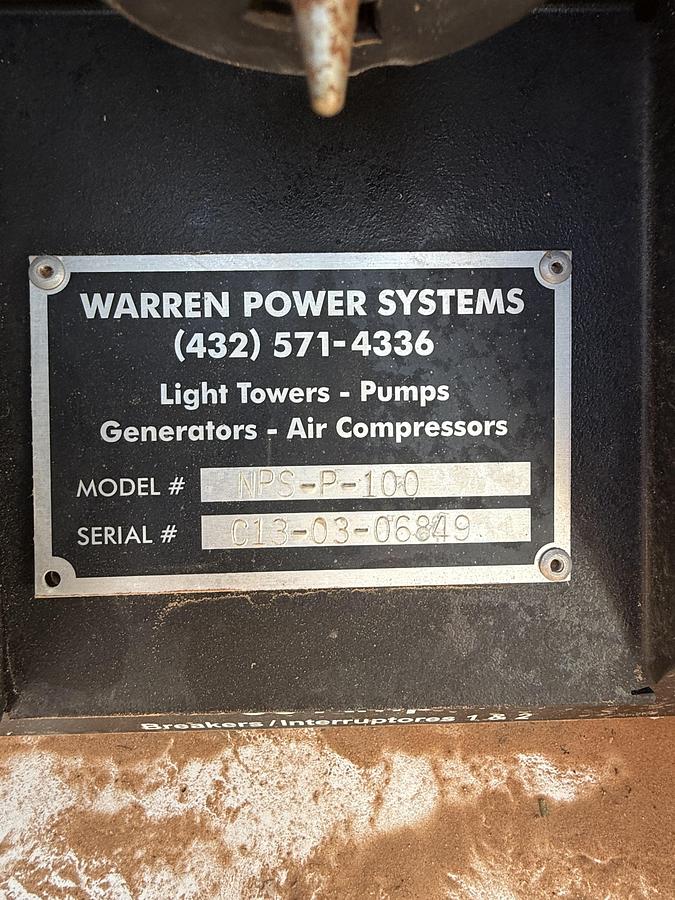 WARREN POWER SYSTEMS
(432) 571-4336
Light Towers - Pumps
Generators - Air Compressors
MODEL # NPS-P-100
SERIAL # C13-03-06849
Breakers/Interruptores 1 & 2